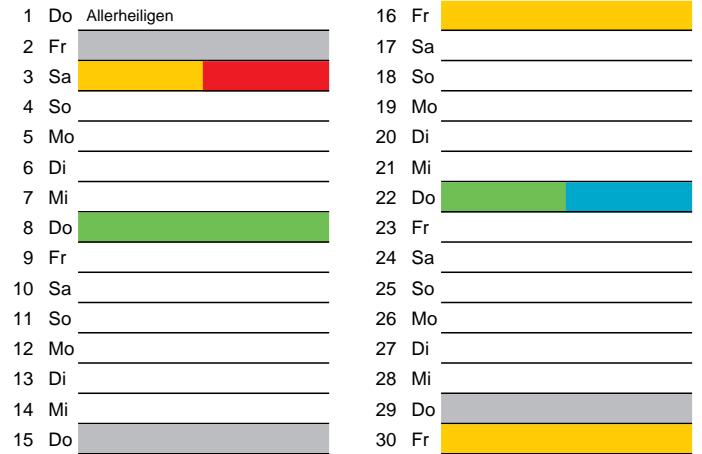 1 Do Allerheiligen
2 Fr
3 Sa
4 So
5 Mo
6 Di
7 Mi
8 Do
9 Fr
10 Sa
11 So
12 Mo
13 Di
14 Mi
15 Do
16 Fr
17 Sa
18 So
19 Mo
20 Di
21 Mi
22 Do
23 Fr
24 Sa
25 So
26 Mo
27 Di
28 Mi
29 Do
30 Fr